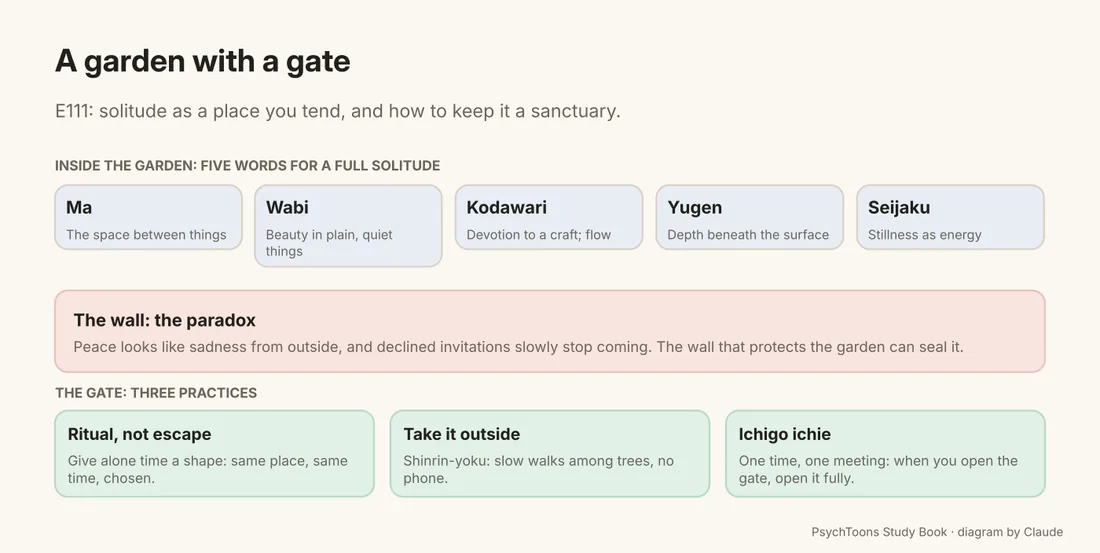 A garden with a gate
E111: solitude as a place you tend, and how to keep it a sanctuary.
INSIDE THE GARDEN: FIVE WORDS FOR A FULL SOLITUDE
Ma
The space between things
Wabi
Beauty in plain, quiet
things
Kodawari
Devotion to a craft; flow
Yugen
Depth beneath the surface
Seijaku
Stillness as energy
The wall: the paradox
Peace looks like sadness from outside, and declined invitations slowly stop coming. The wall that protects the garden can seal it.
THE GATE: THREE PRACTICES
Ritual, not escape
Give alone time a shape: same place, same
time, chosen.
Take it outside
Shinrin-yoku: slow walks among trees, no
phone.
Ichigo ichie
One time, one meeting: when you open the
gate, open it fully.
PsychToons Study Book · diagram by Claude